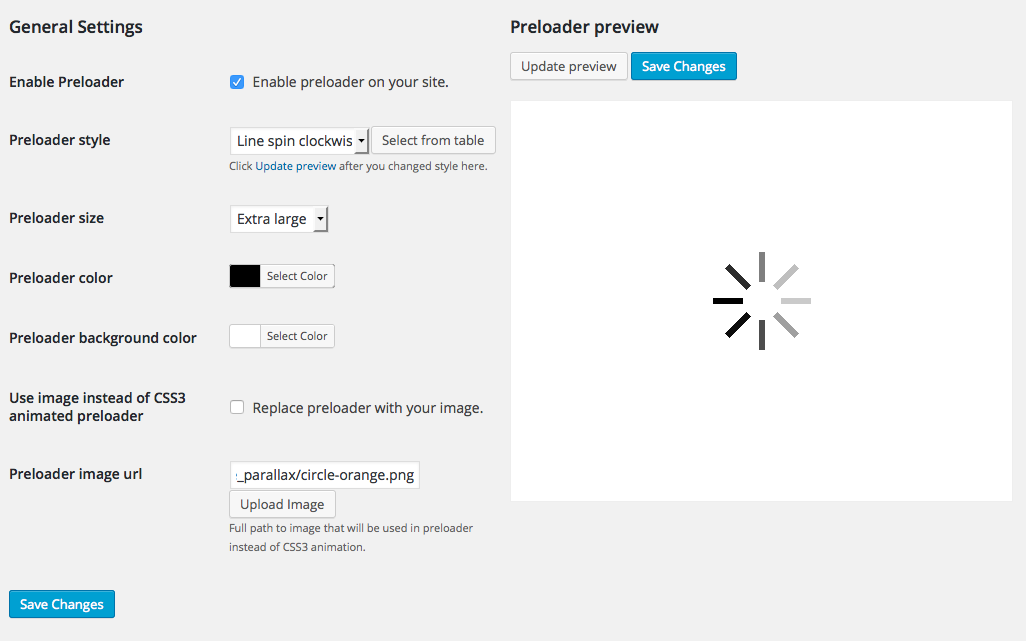 General Settings
Enable Preloader
Enable preloader on your site.
Preloader style
Line spin clockwis
Select from table
Click Update preview after you changed style here.
Preloader size
Extra large
Preloader color
Select Color
Preloader background color
Select Color
Use image instead of CSS3
animated preloader
Replace preloader with your image.
Preloader image url
_parallax/circle-orange.png
Upload Image
Full path to image that will be used in preloader
instead of CSS3 animation.
Save Changes
Preloader preview
Update preview
Save Changes